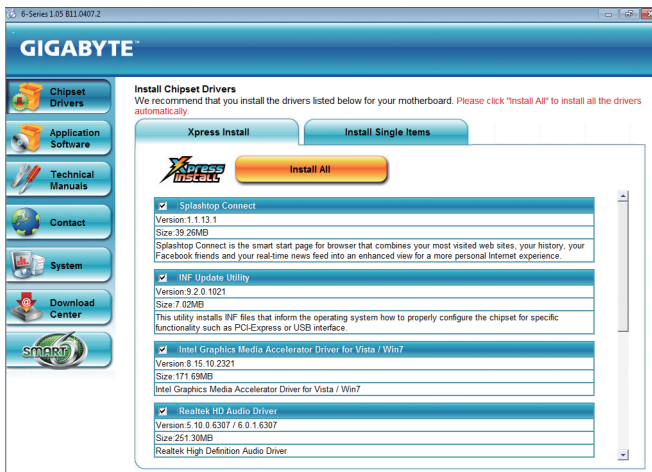 6-Series 1.05 B11.0407.2
GIGABYTE™
Chipset
Drivers
Application
Software
Technical
Manuals
Contact
System
Download
Center
SMART 6
Install Chipset Drivers
We recommend that you install the drivers listed below for your motherboard. Please click "Install All" to install all the drivers
automatically.
Xpress Install
Install Single Items
Xpress
INSTALL
Install All
Splashtop Connect
Version:1.1.13.1
Size:39.26MB
Splashtop Connect is the smart start page for browser that combines your most visited web sites, your history, your
Facebook friends and your real-time news feed into an enhanced view for a more personal Internet experience.
INF Update Utility
Version:9.2.0.1021
Size:7.02MB
This utility installs INF files that inform the operating system how to properly configure the chipset for specific
functionality such as PCI-Express or USB interface.
Intel Graphics Media Accelerator Driver for Vista / Win7
Version:8.15.10.2321
Size:171.69MB
Intel Graphics Media Accelerator Driver for Vista / Win7
Realtek HD Audio Driver
Version:5.10.0.6307 / 6.0.1.6307
Size:251.30MB
Realtek High Definition Audio Driver